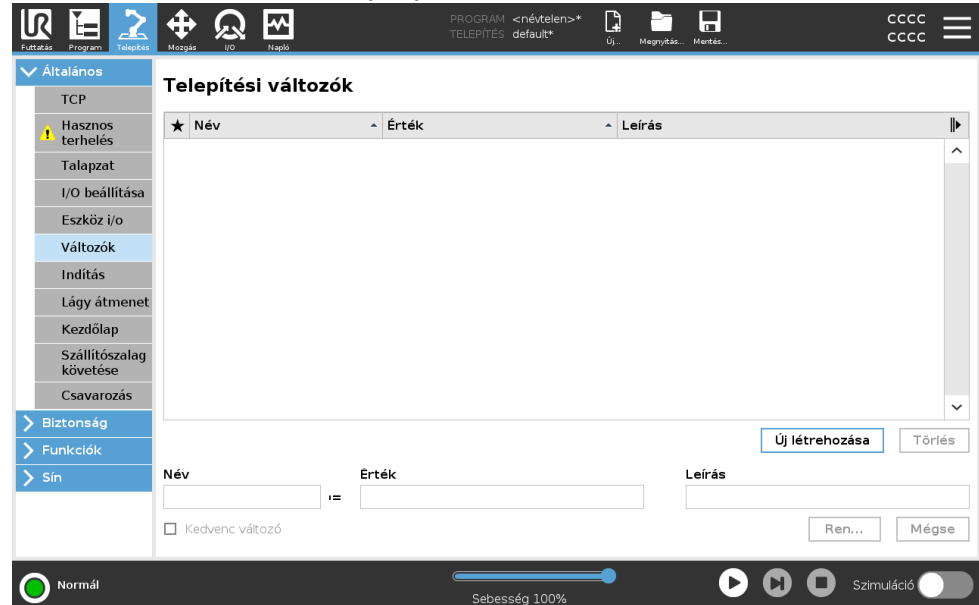 PROGRAM <névtelen>*
TELEPÍTÉS default*
CCCC
CCCC
UR
Futtatás Program Telepítés Mozgás I/O Napló Új... Megnyitás... Mentés...
Általános
TCP
Hasznos
terhelés
Talapzat
I/O beállítása
Eszköz i/o
Változók
Indítás
Lágy átmenet
Kezdőlap
Szállítószalag
követése
Csavarozás
Biztonság
Funkciók
Sín
Telepítési változók
★ Név Érték Leírás
Új létrehozása Törlés
Név Érték Leírás
:=
Kedvenc változó Ren... Mégse
Normál
Sebesség 100%
Szimuláció